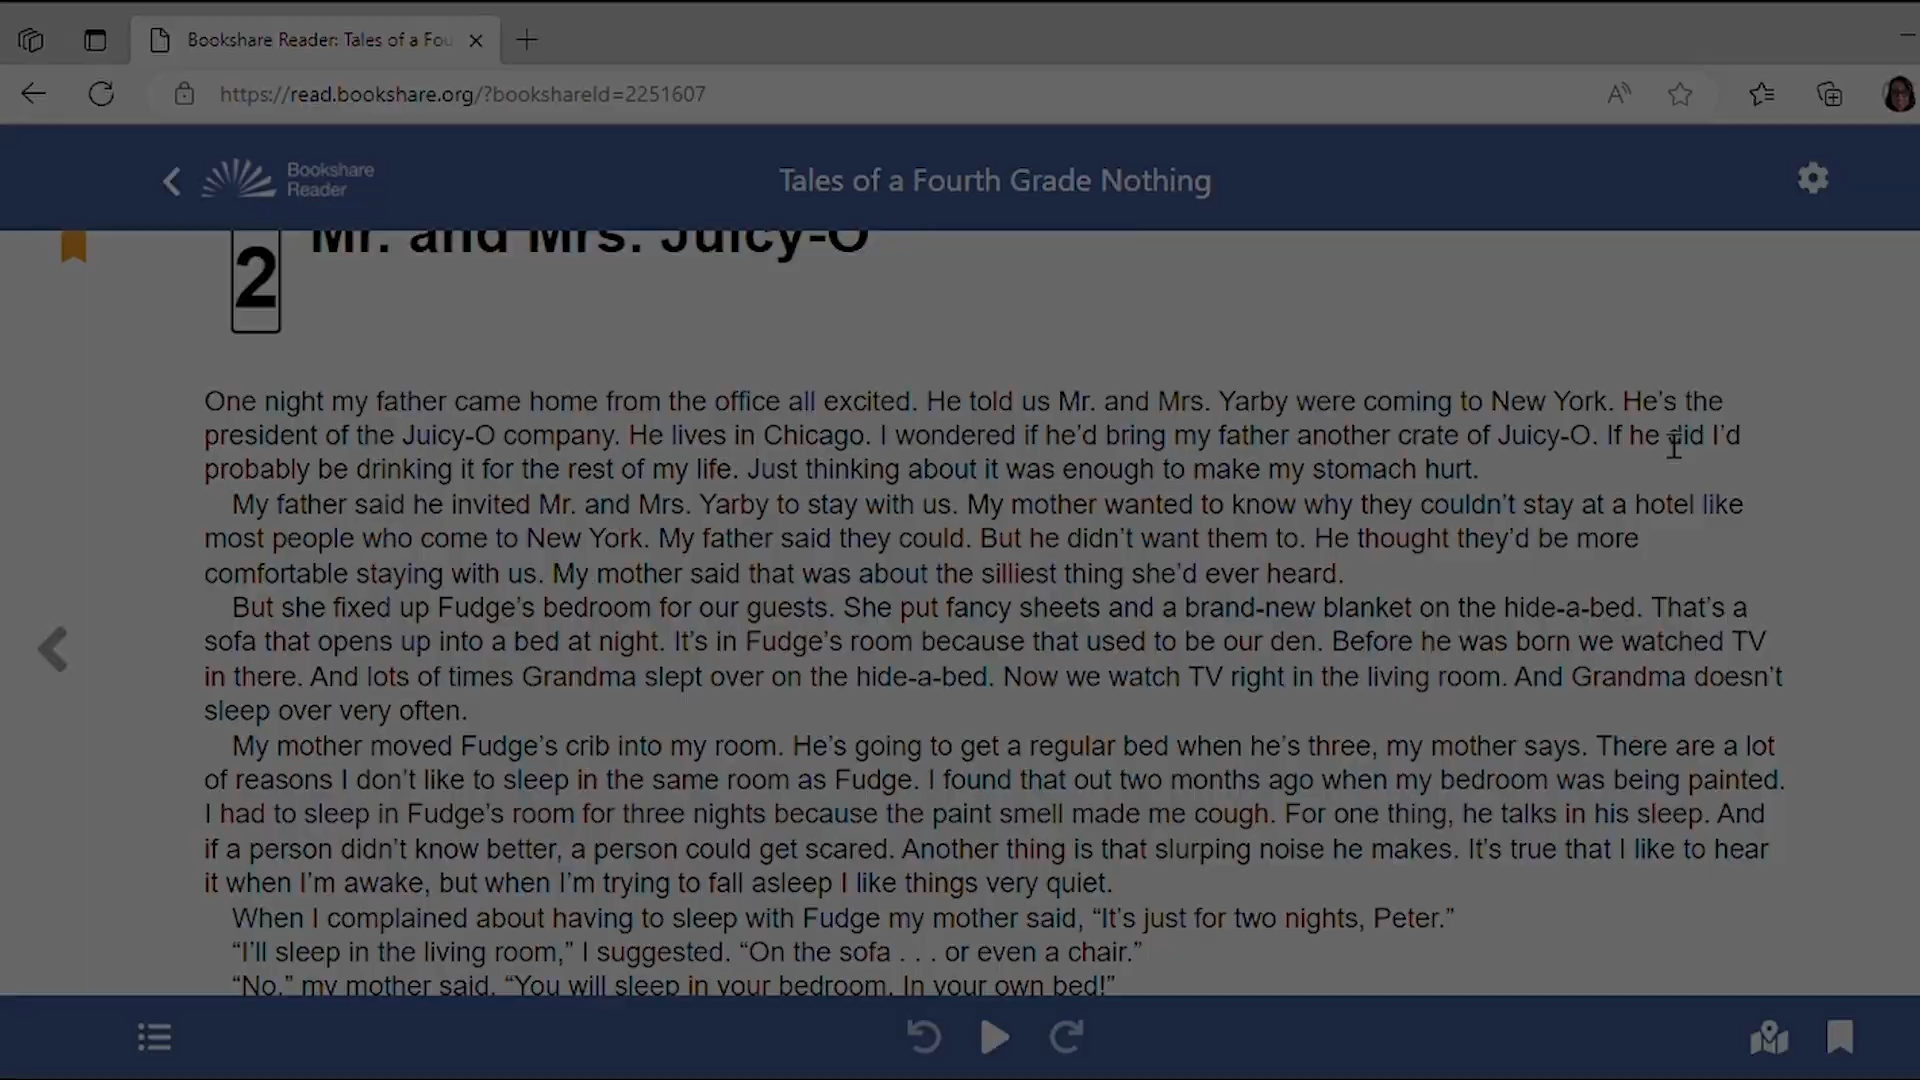 Bookshare Reader: Tales of a Fou
https://read.bookshare.org/?bookshareId=2251607
Bookshare
Reader
Tales of a Fourth Grade Nothing
2
Mr. and Mrs. Juicy-O
One night my father came home from the office all excited. He told us Mr. and Mrs. Yarby were coming to New York. He’s the
president of the Juicy-O company. He lives in Chicago. I wondered if he’d bring my father another crate of Juicy-O. If he did I’d
probably be drinking it for the rest of my life. Just thinking about it was enough to make my stomach hurt.
My father said he invited Mr. and Mrs. Yarby to stay with us. My mother wanted to know why they couldn’t stay at a hotel like
most people who come to New York. My father said they could. But he didn’t want them to. He thought they’d be more
comfortable staying with us. My mother said that was about the silliest thing she’d ever heard.
But she fixed up Fudge’s bedroom for our guests. She put fancy sheets and a brand-new blanket on the hide-a-bed. That’s a
sofa that opens up into a bed at night. It’s in Fudge’s room because that used to be our den. Before he was born we watched TV
in there. And lots of times Grandma slept over on the hide-a-bed. Now we watch TV right in the living room. And Grandma doesn’t
sleep over very often.
My mother moved Fudge’s crib into my room. He’s going to get a regular bed when he’s three, my mother says. There are a lot
of reasons I don’t like to sleep in the same room as Fudge. I found that out two months ago when my bedroom was being painted.
I had to sleep in Fudge’s room for three nights because the paint smell made me cough. For one thing, he talks in his sleep. And
if a person didn’t know better, a person could get scared. Another thing is that slurping noise he makes. It’s true that I like to hear
it when I’m awake, but when I’m trying to fall asleep I like things very quiet.
When I complained about having to sleep with Fudge my mother said, “It’s just for two nights, Peter.”
“I’ll sleep in the living room,” I suggested. “On the sofa . . . or even a chair.”
“No,” my mother said. “You will sleep in your bedroom. In your own bed!”